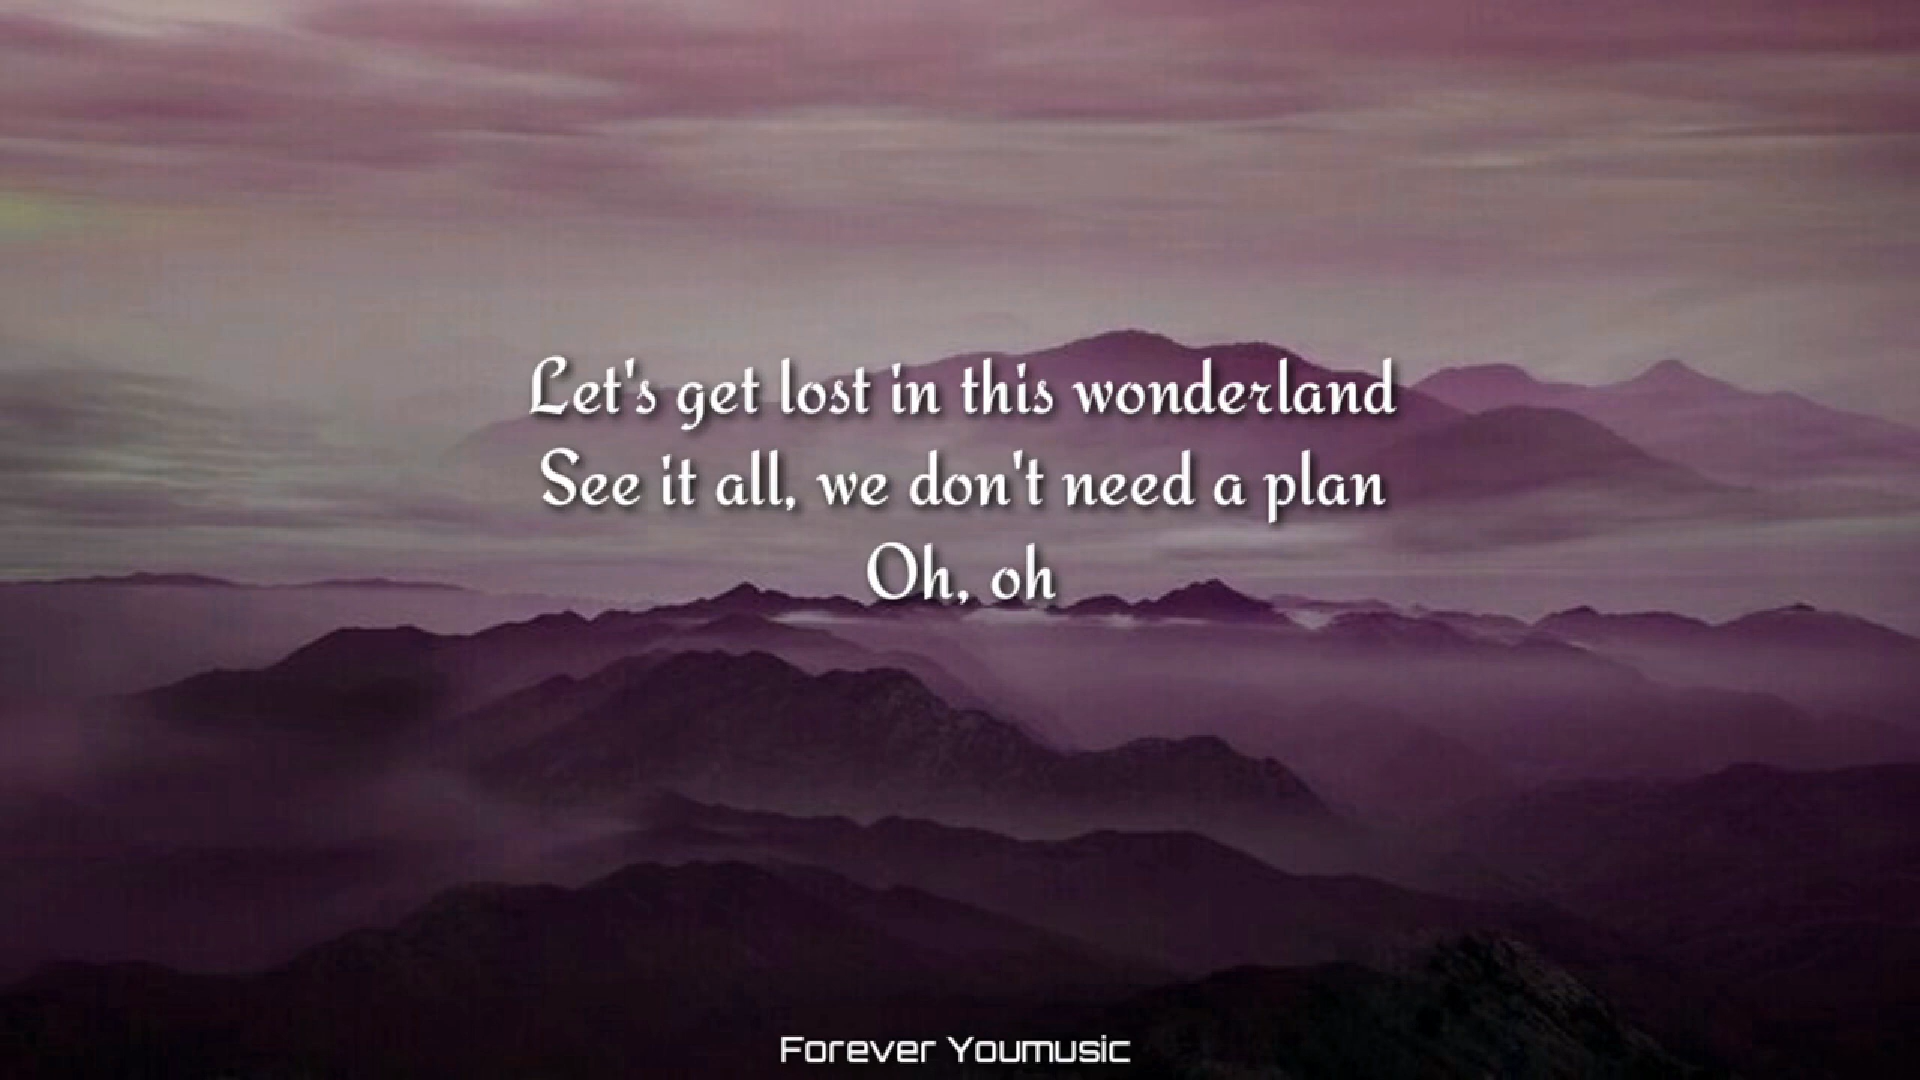 Let's get lost in this wonderland
See it all, we don't need a plan
Oh, oh
Forever Youmusic